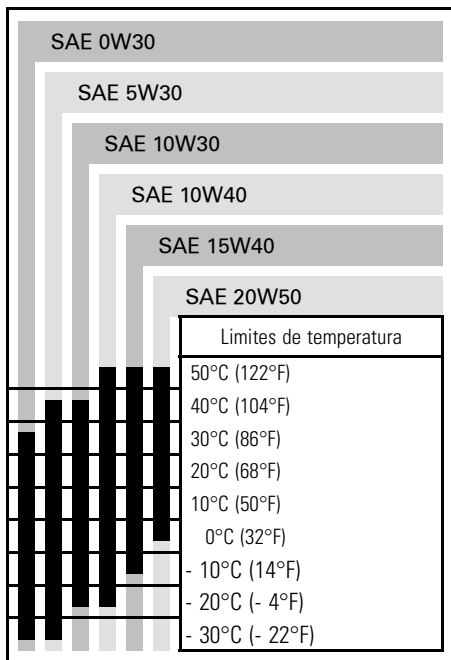 SAE 0W30
SAE 5W30
SAE 10W30
SAE 10W40
SAE 15W40
SAE 20W50
Limites de temperatura
50°C (122°F)
40°C (104°F)
30°C (86°F)
20°C (68°F)
10°C (50°F)
0°C (32°F)
- 10°C (14°F)
- 20°C (- 4°F)
- 30°C (- 22°F)